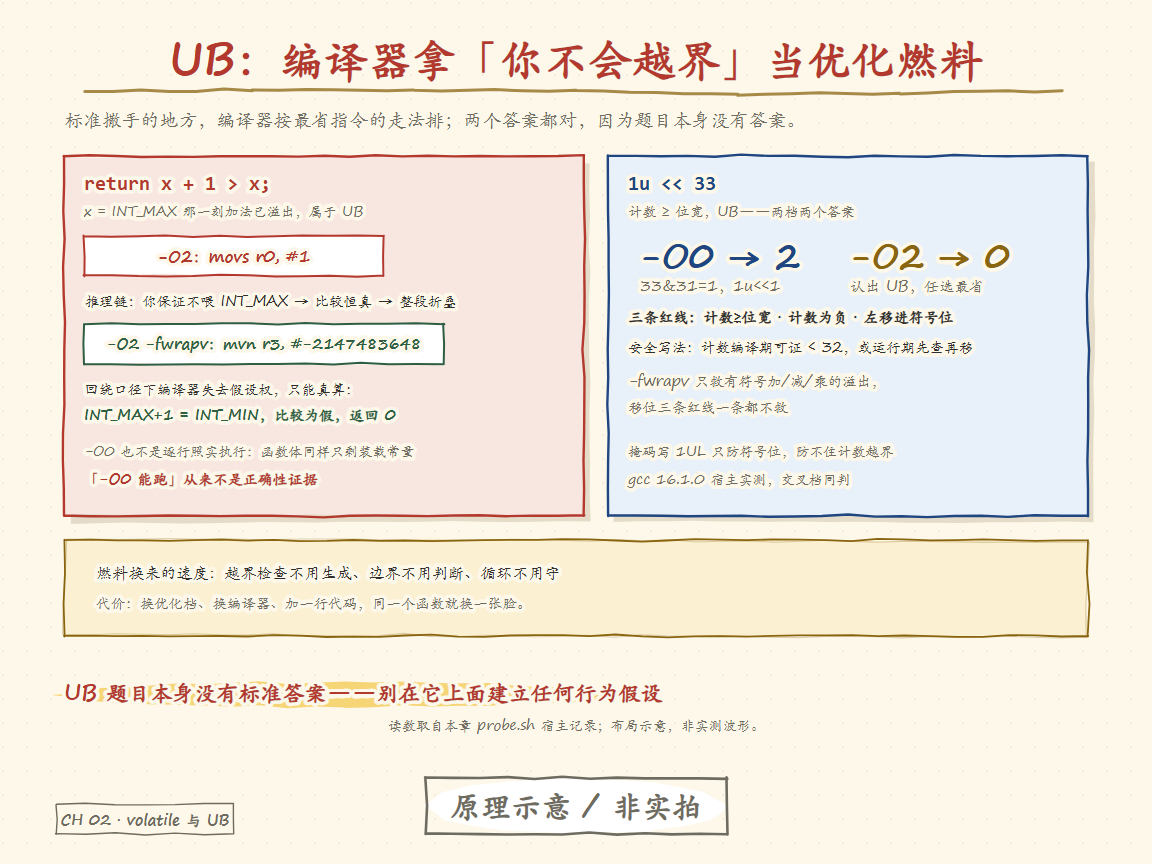 UB：编译器拿「你不会越界」当优化燃料
标准撒手的地方，编译器按最省指令的走法排；两个答案都对，因为题目本身没有答案。
return x + 1 > x;
x = INT_MAX 那一刻加法已溢出，属于 UB
-O2：movs r0, #1
推理链：你保证不喂 INT_MAX → 比较恒真 → 整段折叠
-O2 -fwrapv：mvn r3, #-2147483648
回绕口径下编译器失去假设权，只能真算：
INT_MAX+1 = INT_MIN，比较为假，返回 0
-O0 也不是逐行照实执行：函数体同样只剩装载常量
「-O0 能跑」从来不是正确性证据
1u << 33
计数 ≥ 位宽，UB——两档两个答案
-O0 → 2
33&31=1，1u<<1
-O2 → 0
认出 UB，任选最省
三条红线：计数≥位宽 · 计数为负 · 左移进符号位
安全写法：计数编译期可证 < 32，或运行期先查再移
-fwrapv 只救有符号加/减/乘的溢出，
移位三条红线一条都不救
掩码写 1UL 只防符号位，防不住计数越界
gcc 16.1.0 宿主实测，交叉档同判
燃料换来的速度：越界检查不用生成、边界不用判断、循环不用守
代价：换优化档、换编译器、加一行代码，同一个函数就换一张脸。
UB 题目本身没有标准答案——别在它上面建立任何行为假设
读数取自本章 probe.sh 宿主记录；布局示意，非实测波形。
原理示意 / 非实拍
CH 02 · volatile 与 UB